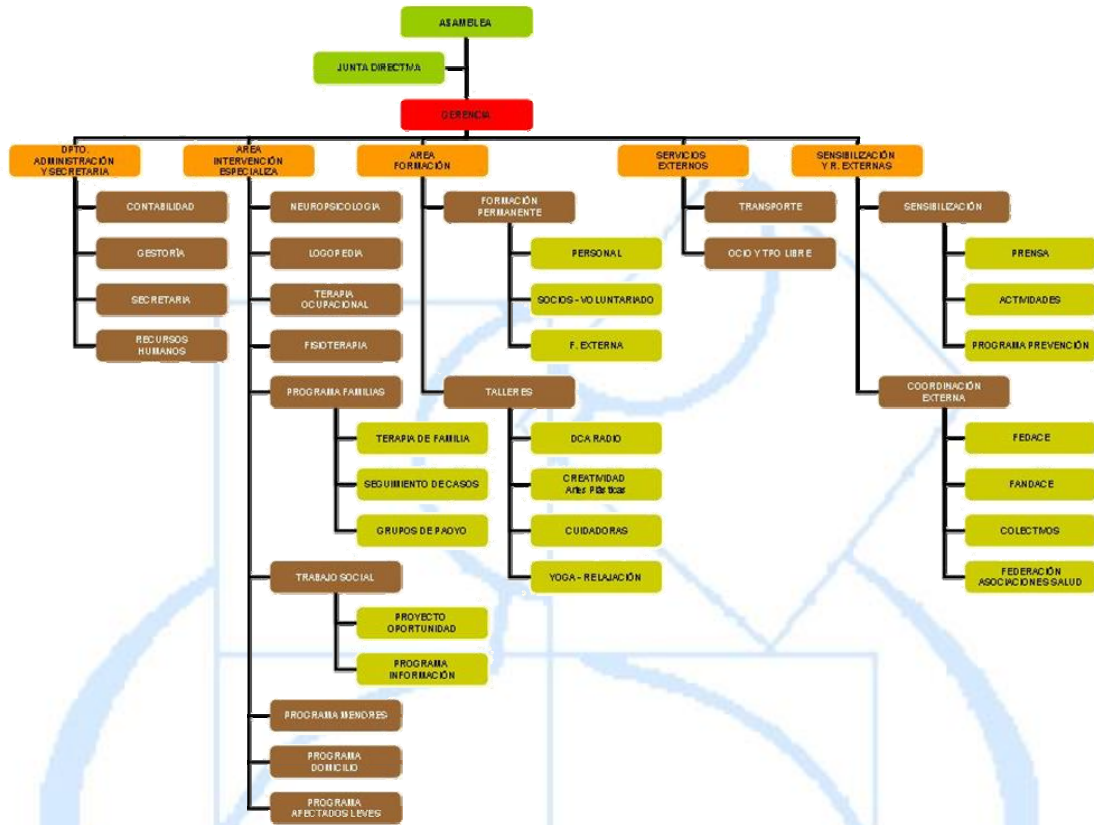 ASAMBLEA
JUNTA DIRECTIVA
GERENCIA
DPTO.
ADMINISTRACIÓN
Y SECRETARIA
CONTABILIDAD
GESTORÍA
SECRETARIA
RECURSOS
HUMANOS
AREA
INTERVENCIÓN
ESPECIALIZA
NEUROPSICOLOGIA
LOGOPEDIA
TERAPIA
OCUPACIONAL
FISIOTERAPIA
PROGRAMA FAMILIAS
TERAPIA DE FAMILIA
SEGUIMIENTO DE CASOS
GRUPOS DE PAOYO
TRABAJO SOCIAL
PROYECTO
OPORTUNIDAD
PROGRAMA
INFORMACIÓN
PROGRAMA MENORES
PROGRAMA
DOMICILIO
PROGRAMA
AFECTADOS LEVES
AREA
FORMACIÓN
FORMACIÓN
PERMANENTE
PERSONAL
SOCIOS - VOLUNTARIADO
F. EXTERNA
TALLERES
DCA RADIO
CREATIVIDAD
Artes Plásticas
CUIDADORAS
YOGA - RELAJACIÓN
SERVICIOS
EXTERNOS
TRANSPORTE
OCIO Y TPO LIBRE
SENSIBILIZACIÓN
Y R. EXTERNAS
SENSIBILIZACIÓN
PRENSA
ACTIVIDADES
PROGRAMA PREVENCIÓN
COORDINACIÓN
EXTERNA
FEDACE
FANDACE
COLECTIVOS
FEDERACIÓN
ASOCIACIONES SALUD